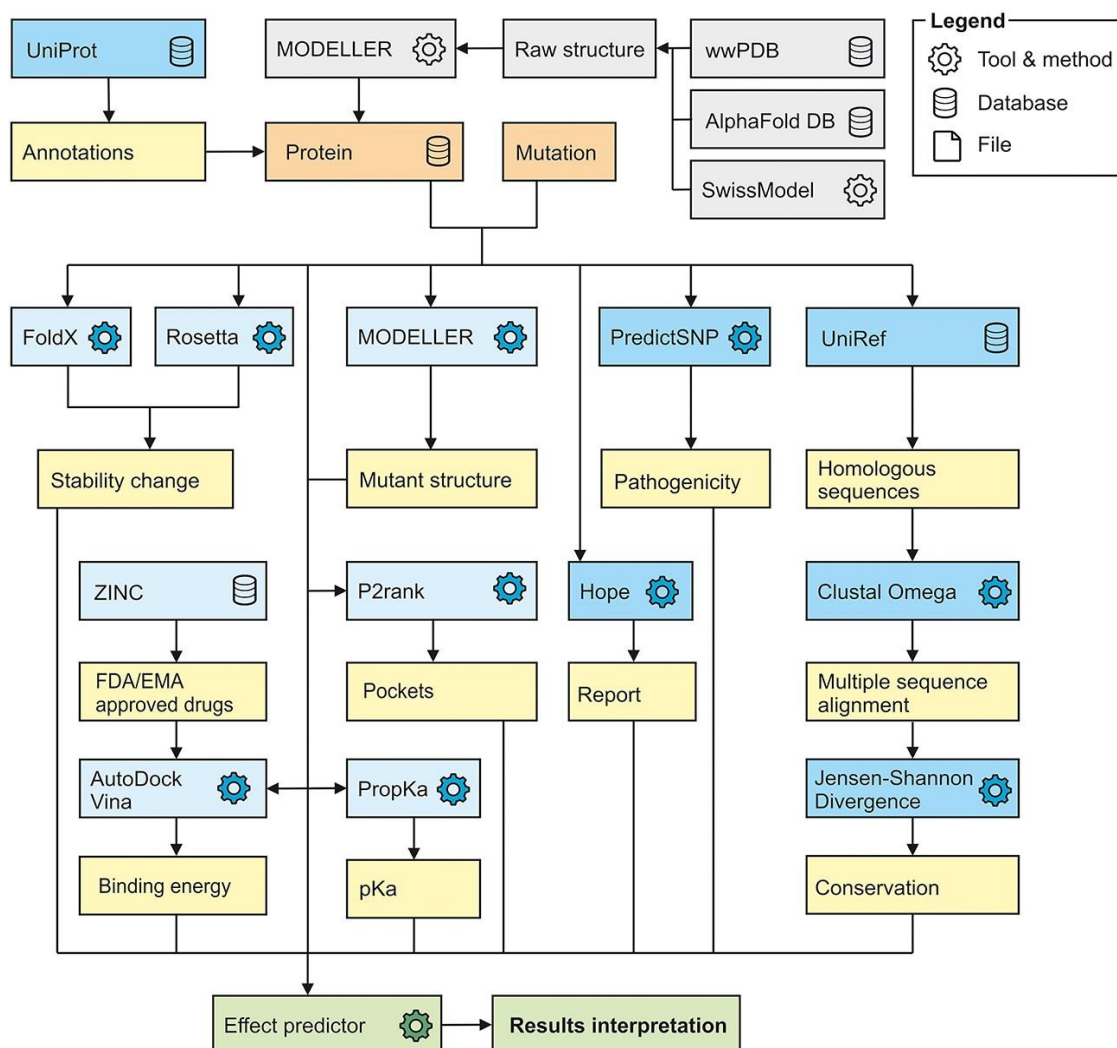 UniProt
MODELLER
Raw structure
wwPDB
Legend
Tool & method
Database
File
AlphaFold DB
Annotations
Protein
Mutation
SwissModel
FoldX
Rosetta
MODELLER
PredictSNP
UniRef
Stability change
Mutant structure
Pathogenicity
Homologous
sequences
ZINC
P2rank
Hope
Clustal Omega
FDA/EMA
approved drugs
Pockets
Report
Multiple sequence
alignment
AutoDock
Vina
PropKa
Jensen-Shannon
Divergence
Binding energy
pKa
Conservation
Effect predictor
Results interpretation